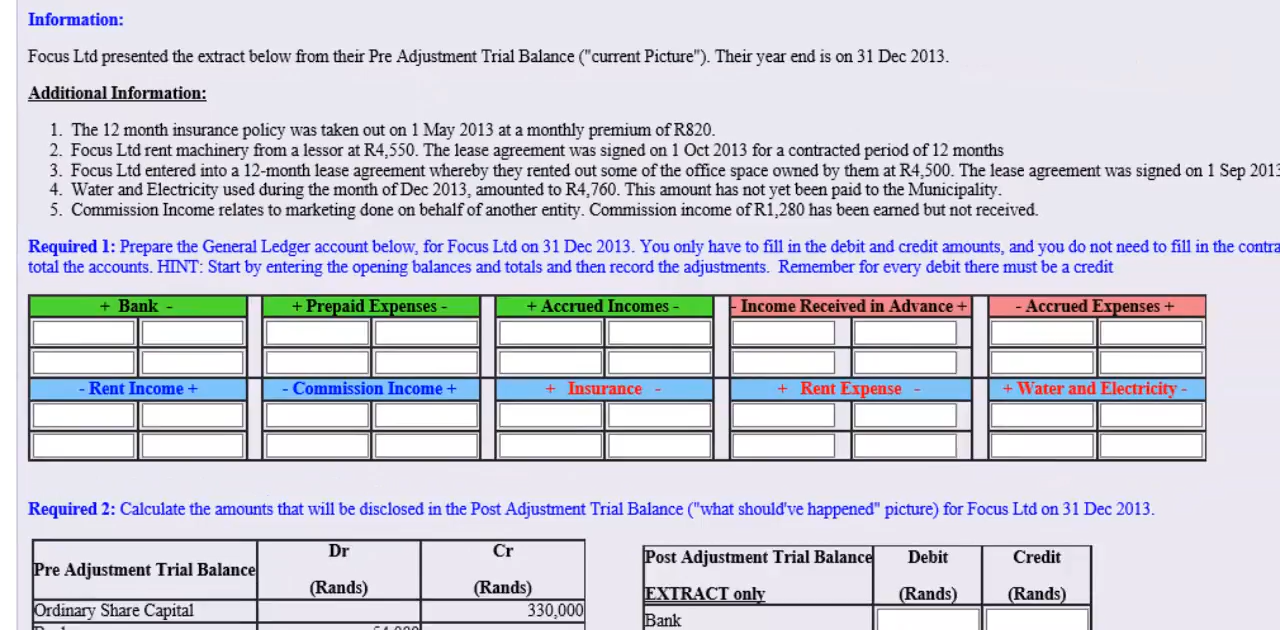 Information:
Focus Ltd presented the extract below from their Pre Adjustment Trial Balance ("current Picture"). Their year end is on 31 Dec 2013.
Additional Information:
1. The 12 month insurance policy was taken out on 1 May 2013 at a monthly premium of R820.
2. Focus Ltd rent machinery from a lessor at R4,550. The lease agreement was signed on 1 Oct 2013 for a contracted period of 12 months
3. Focus Ltd entered into a 12-month lease agreement whereby they rented out some of the office space owned by them at R4,500. The lease agreement was signed on 1 Sep 2013
4. Water and Electricity used during the month of Dec 2013, amounted to R4,760. This amount has not yet been paid to the Municipality.
5. Commission Income relates to marketing done on behalf of another entity. Commission income of R1,280 has been earned but not received.
Required 1: Prepare the General Ledger account below, for Focus Ltd on 31 Dec 2013. You only have to fill in the debit and credit amounts, and you do not need to fill in the contra
total the accounts. HINT: Start by entering the opening balances and totals and then record the adjustments. Remember for every debit there must be a credit
+ Bank - + Prepaid Expenses - + Accrued Incomes - - Income Received in Advance + - Accrued Expenses +
- Rent Income + - Commission Income + + Insurance - + Rent Expense - + Water and Electricity -
Required 2: Calculate the amounts that will be disclosed in the Post Adjustment Trial Balance ("what should've happened" picture) for Focus Ltd on 31 Dec 2013.
Pre Adjustment Trial Balance Dr (Rands) Cr (Rands)
Ordinary Share Capital 330,000
Post Adjustment Trial Balance Debit Credit
EXTRACT only (Rands) (Rands)
Bank